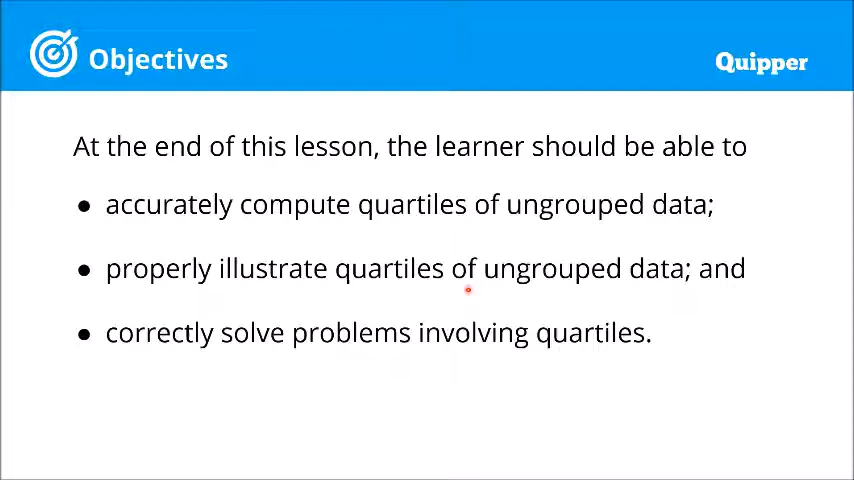 Objectives
Quipper
At the end of this lesson, the learner should be able to
● accurately compute quartiles of ungrouped data;
● properly illustrate quartiles of ungrouped data; and
● correctly solve problems involving quartiles.